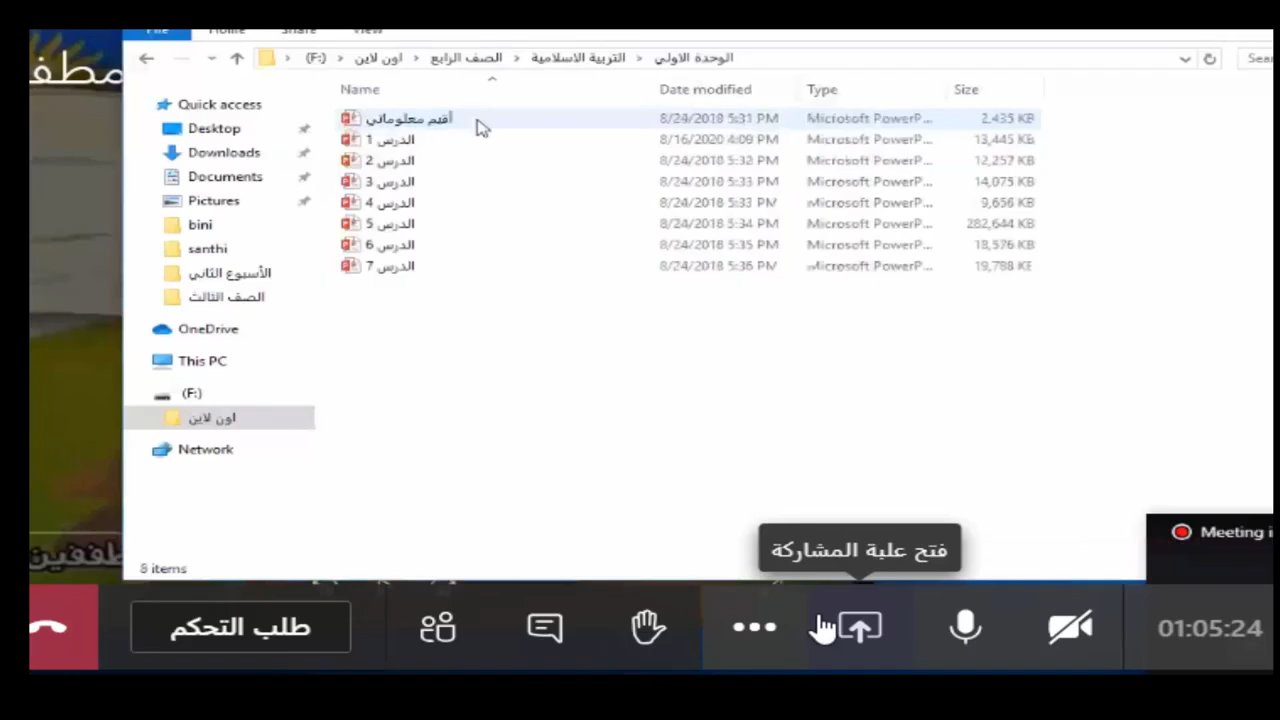 File Home Share View
مطف
(F:) › اون لاين › الصف الرابع › التربية الاسلامية › الوحدة الاولى
Sear
Name Date modified Type Size
Quick access
Desktop
Downloads
Documents
Pictures
bini
santhi
الأسبوع الثاني
الصف الثالث
OneDrive
This PC
(F:)
اون لاين
Network
أقيم معلوماتي 8/29/2018 5:31 PM Microsoft PowerP... 2,435 KB
الدرس 1 8/16/2020 4:09 PM Microsoft PowerP... 13,445 KB
الدرس 2 8/24/2018 5:32 PM Microsoft PowerP... 12,257 KB
الدرس 3 8/24/2018 5:33 PM Microsoft PowerP... 14,075 KB
الدرس 4 8/24/2018 5:33 PM Microsoft PowerP... 9,656 KB
الدرس 5 8/24/2018 5:34 PM Microsoft PowerP... 282,644 KB
الدرس 6 8/24/2018 5:35 PM Microsoft PowerP... 18,576 KB
الدرس 7 8/24/2018 5:36 PM Microsoft PowerP... 19,788 KB
Meeting i
فتح علبة المشاركة
طففين
8 items
طلب التحكم
01:05:24